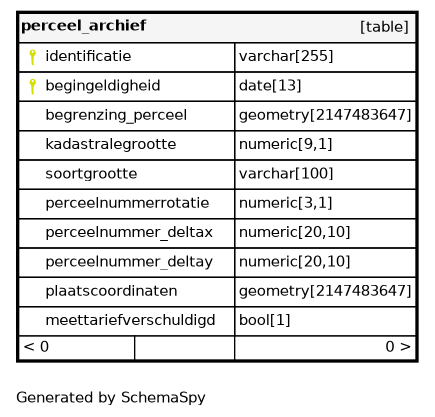 perceel_archief [table]
identificatie varchar[255]
begingeldigheid date[13]
begrenzing_perceel geometry[2147483647]
kadastralegrootte numeric[9,1]
soortgrootte varchar[100]
perceelnummerrotatie numeric[3,1]
perceelnummer_deltax numeric[20,10]
perceelnummer_deltay numeric[20,10]
plaatscoordinaten geometry[2147483647]
meettariefverschuldigd bool[1]
< 0 0 >
Generated by SchemaSpy